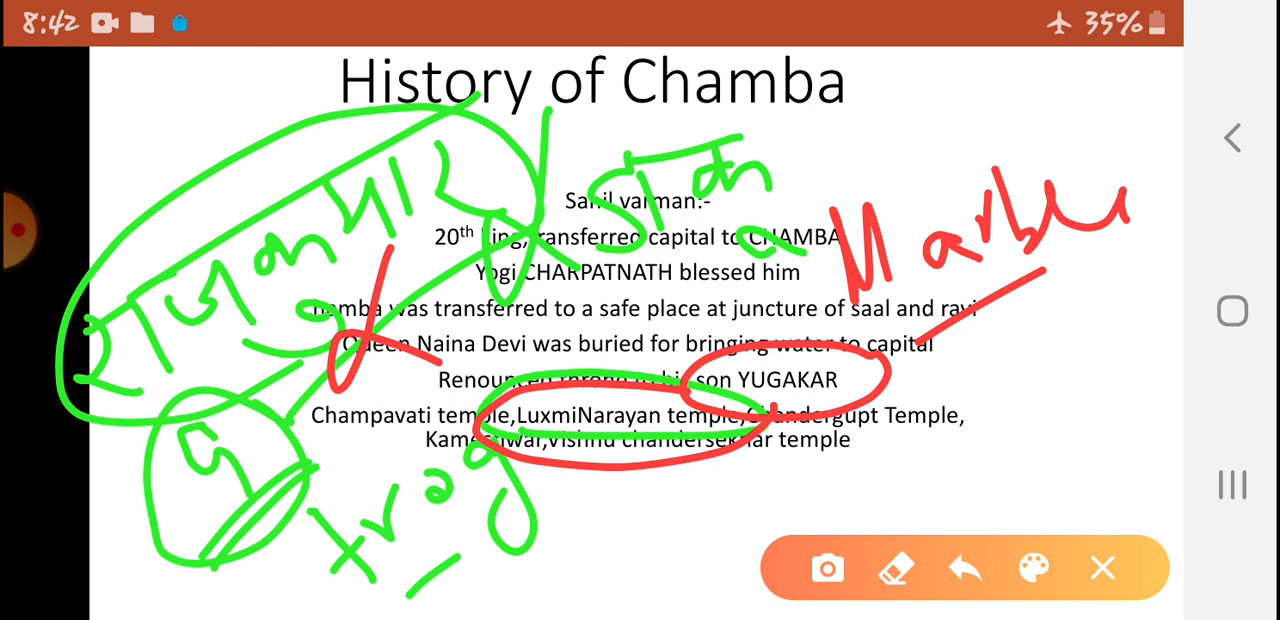 8:42 35%
History of Chamba
Sahil varman:-
20th king, transferred capital to CHAMBA
Yogi CHARPATNATH blessed him
Chamba was transferred to a safe place at juncture of saal and ravi
Queen Naina Devi was buried for bringing water to capital
Renounced throne to his son YUGAKAR
Champavati temple,LuxmiNarayan temple,Chandergupt Temple,
Kameshwar,Vishnu chandersekhar temple
Marble